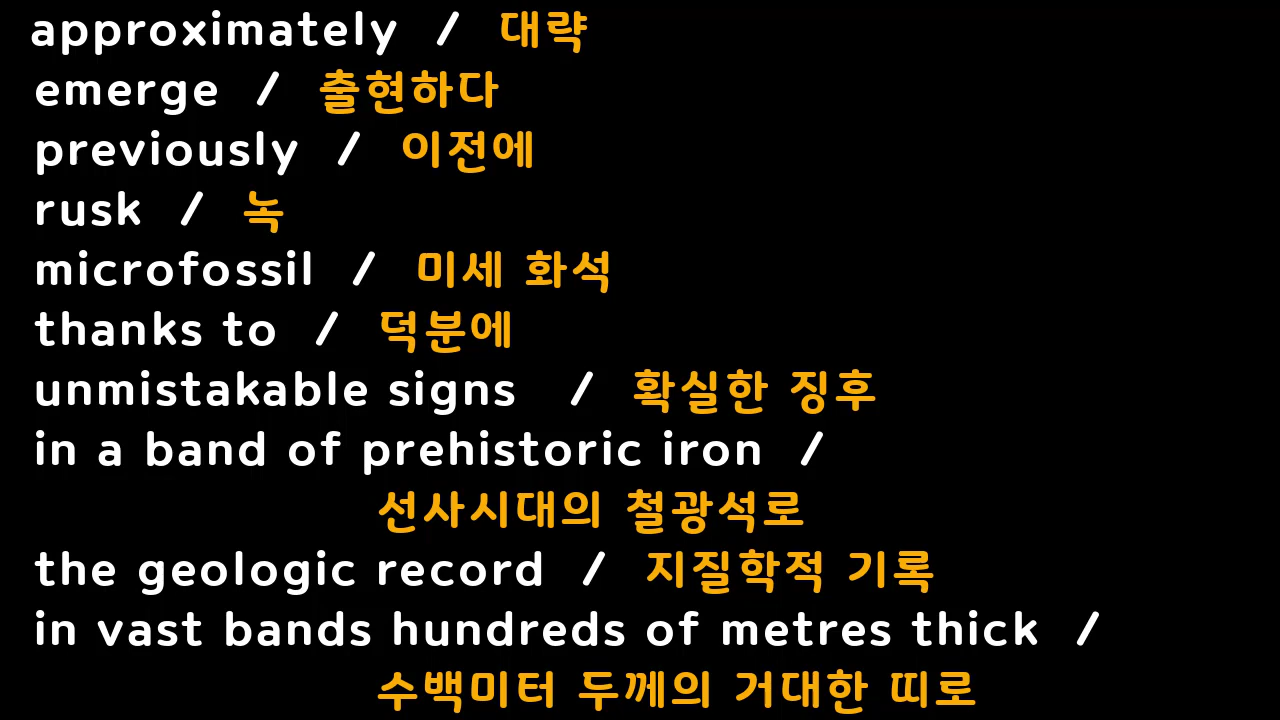 approximately / 대략
emerge / 출현하다
previously / 이전에
rusk / 녹
microfossil / 미세 화석
thanks to / 덕분에
unmistakable signs / 확실한 징후
in a band of prehistoric iron /
선사시대의 철광석로
the geologic record / 지질학적 기록
in vast bands hundreds of metres thick /
수백미터 두께의 거대한 띠로